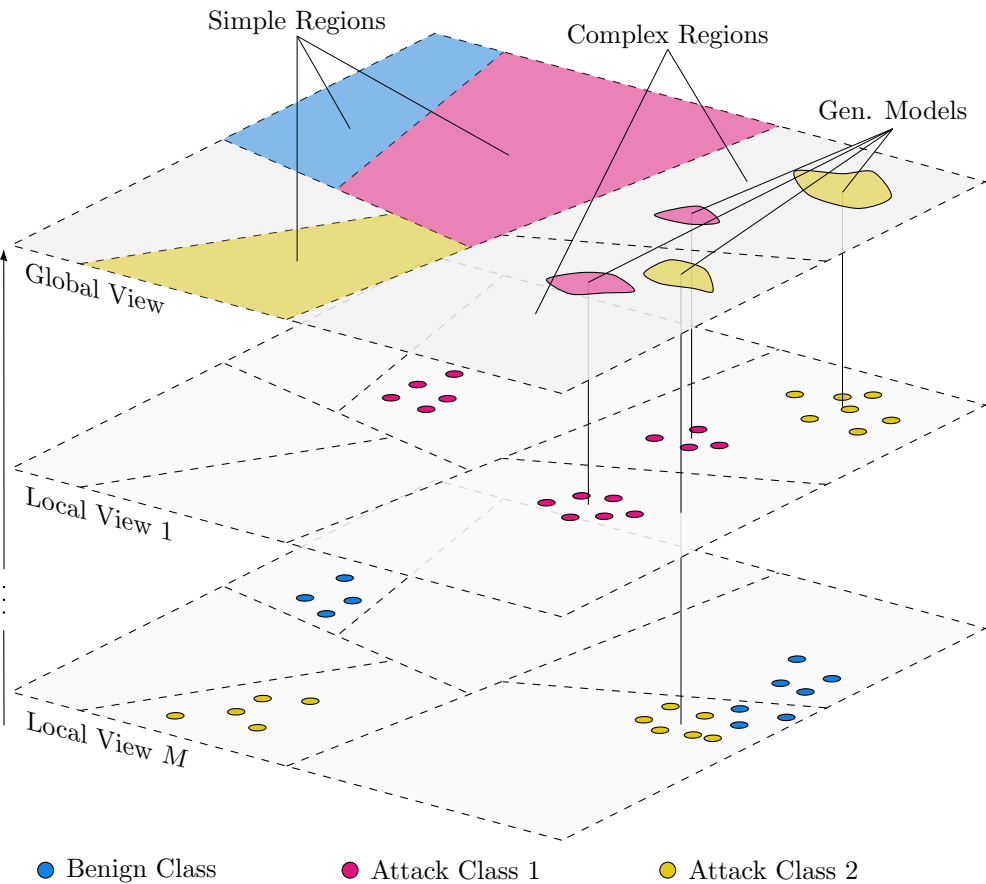 Simple Regions
Complex Regions
Gen. Models
Global View
Local View 1
⋮
Local View M
Benign Class
Attack Class 1
Attack Class 2